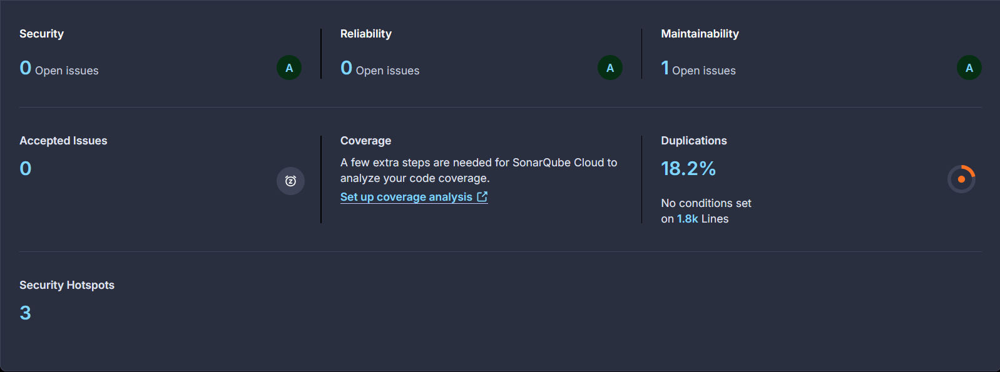 Security
0 Open issues
A
Reliability
0 Open issues
A
Maintainability
1 Open issues
A
Accepted Issues
0
Coverage
A few extra steps are needed for SonarQube Cloud to
analyze your code coverage.
Set up coverage analysis
Duplications
18.2%
No conditions set
on 1.8k Lines
Security Hotspots
3